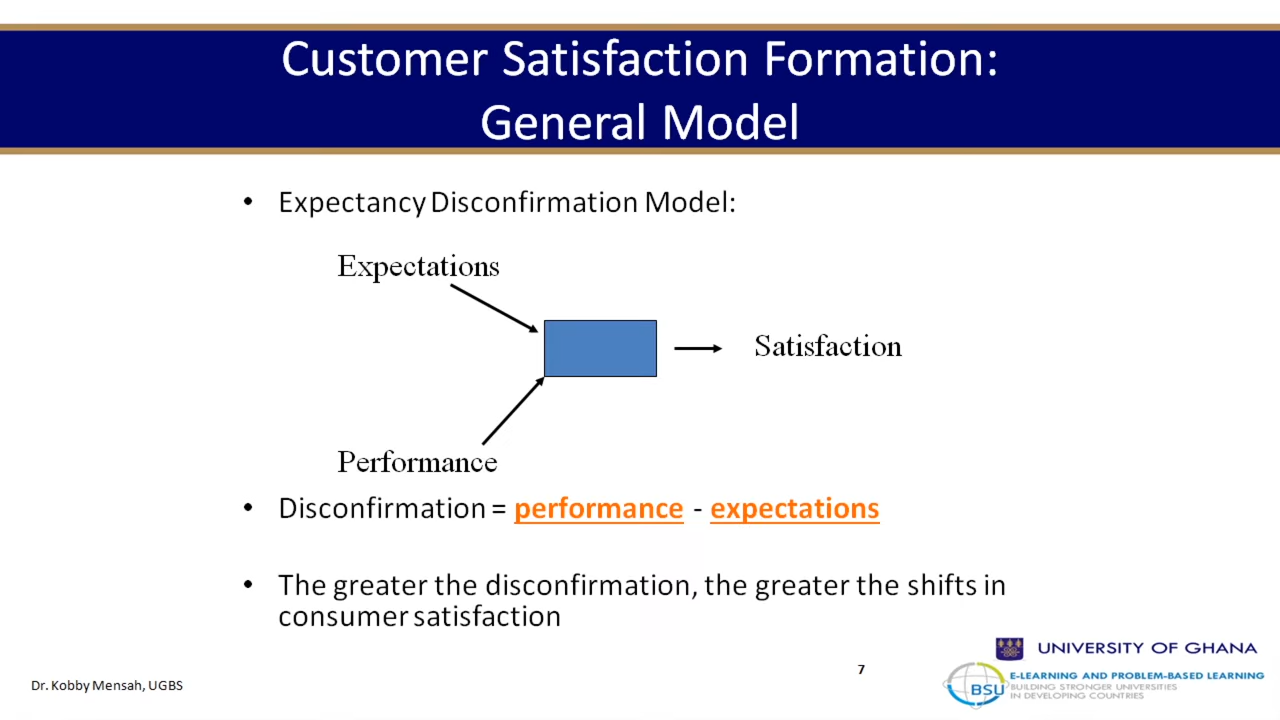 Customer Satisfaction Formation:
General Model
• Expectancy Disconfirmation Model:
Expectations
Satisfaction
Performance
• Disconfirmation = performance - expectations
• The greater the disconfirmation, the greater the shifts in
consumer satisfaction
Dr. Kobby Mensah, UGBS
7
UNIVERSITY OF GHANA
BSU
E-LEARNING AND PROBLEM-BASED LEARNING
BUILDING STRONGER UNIVERSITIES
IN DEVELOPING COUNTRIES